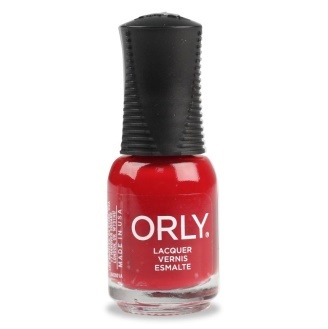 ORLY®
LACQUER
VERNIS
ESMALTE
MADE IN USA